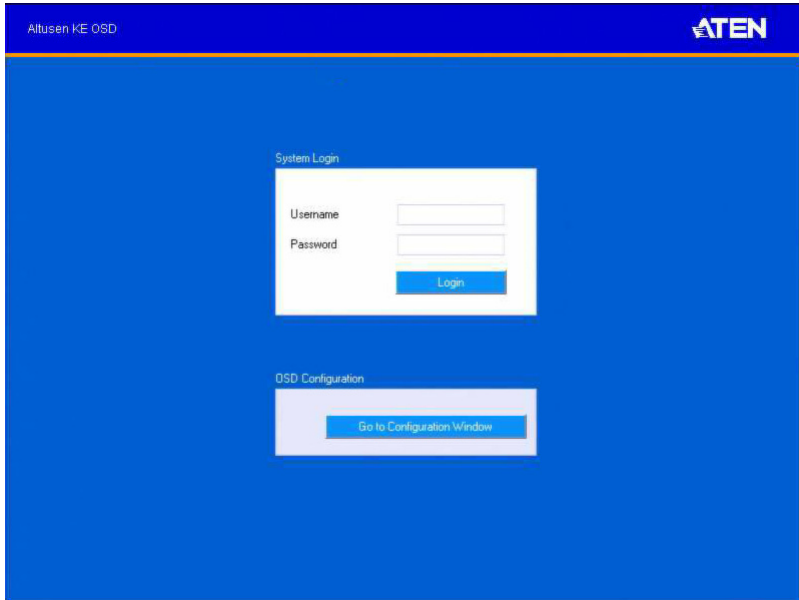 Altusen KE OSD
ATEN
System Login
Username
Password
Login
OSD Configuration
Go to Configuration Window